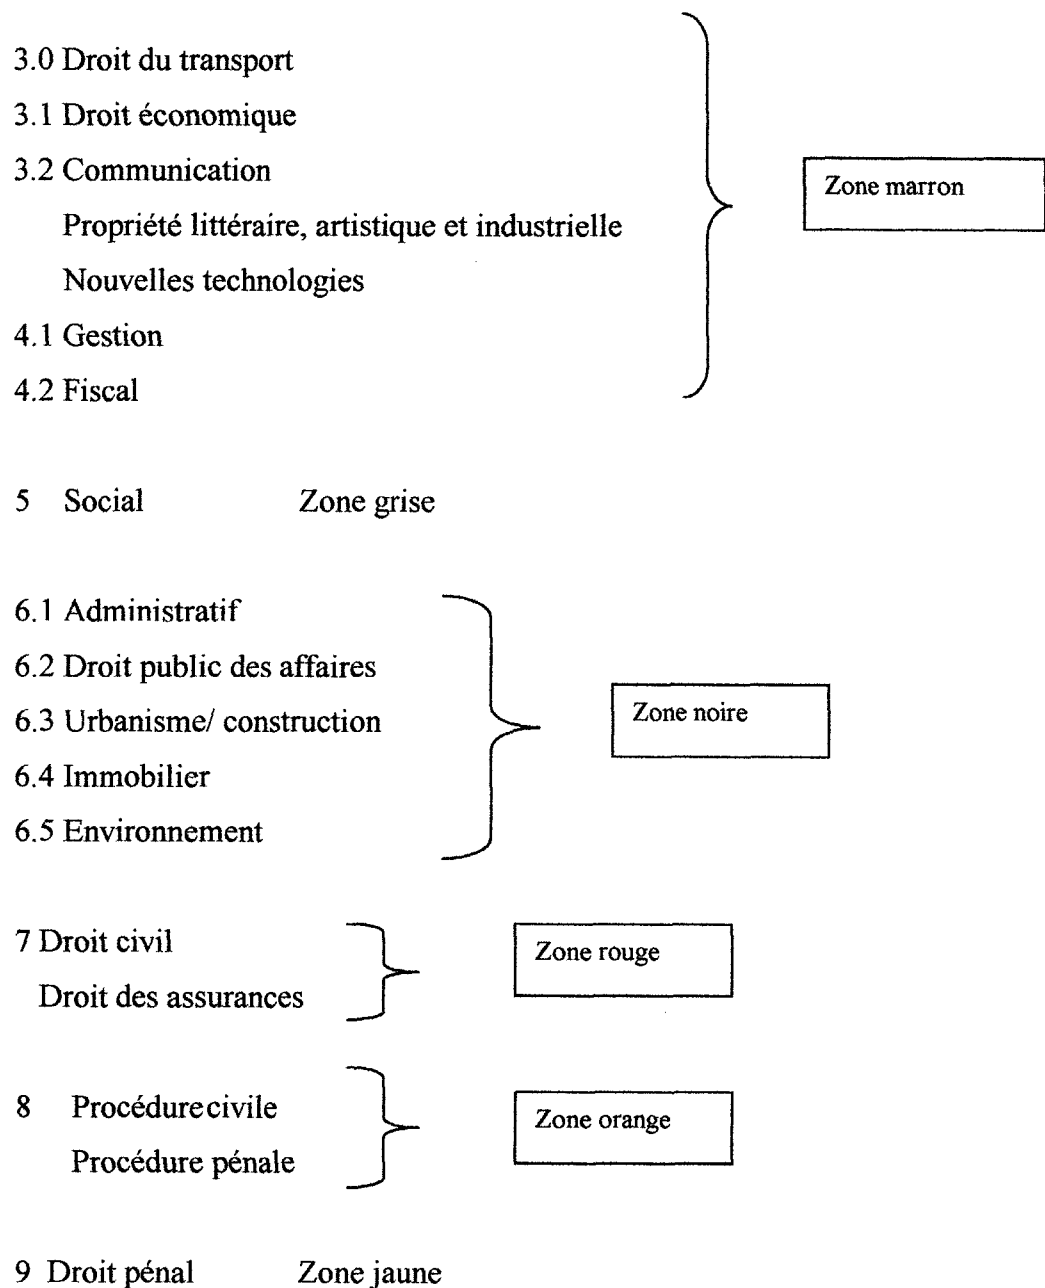 3.0 Droit du transport
3.1 Droit économique
3.2 Communication
Propriété littéraire, artistique et industrielle
Nouvelles technologies
4.1 Gestion
4.2 Fiscal
Zone marron
5 Social Zone grise
6.1 Administratif
6.2 Droit public des affaires
6.3 Urbanisme/ construction
6.4 Immobilier
6.5 Environnement
Zone noire
7 Droit civil
Droit des assurances
Zone rouge
8 Procédure civile
Procédure pénale
Zone orange
9 Droit pénal Zone jaune